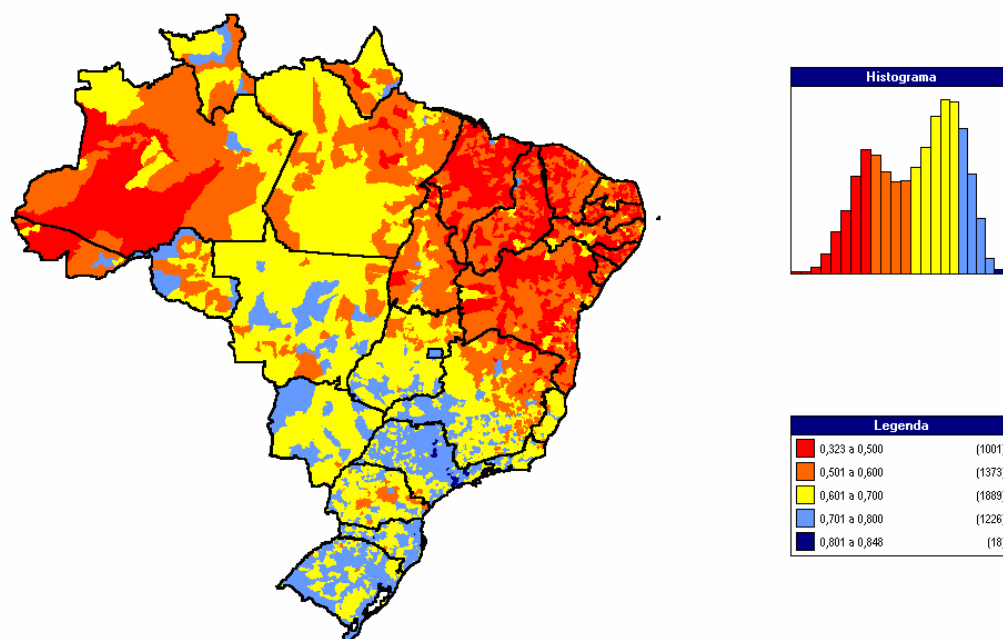 Histograma
Legenda
0,323 a 0,500 (1001)
0,501 a 0,600 (1373)
0,601 a 0,700 (1889)
0,701 a 0,800 (1226)
0,801 a 0,848 (18)